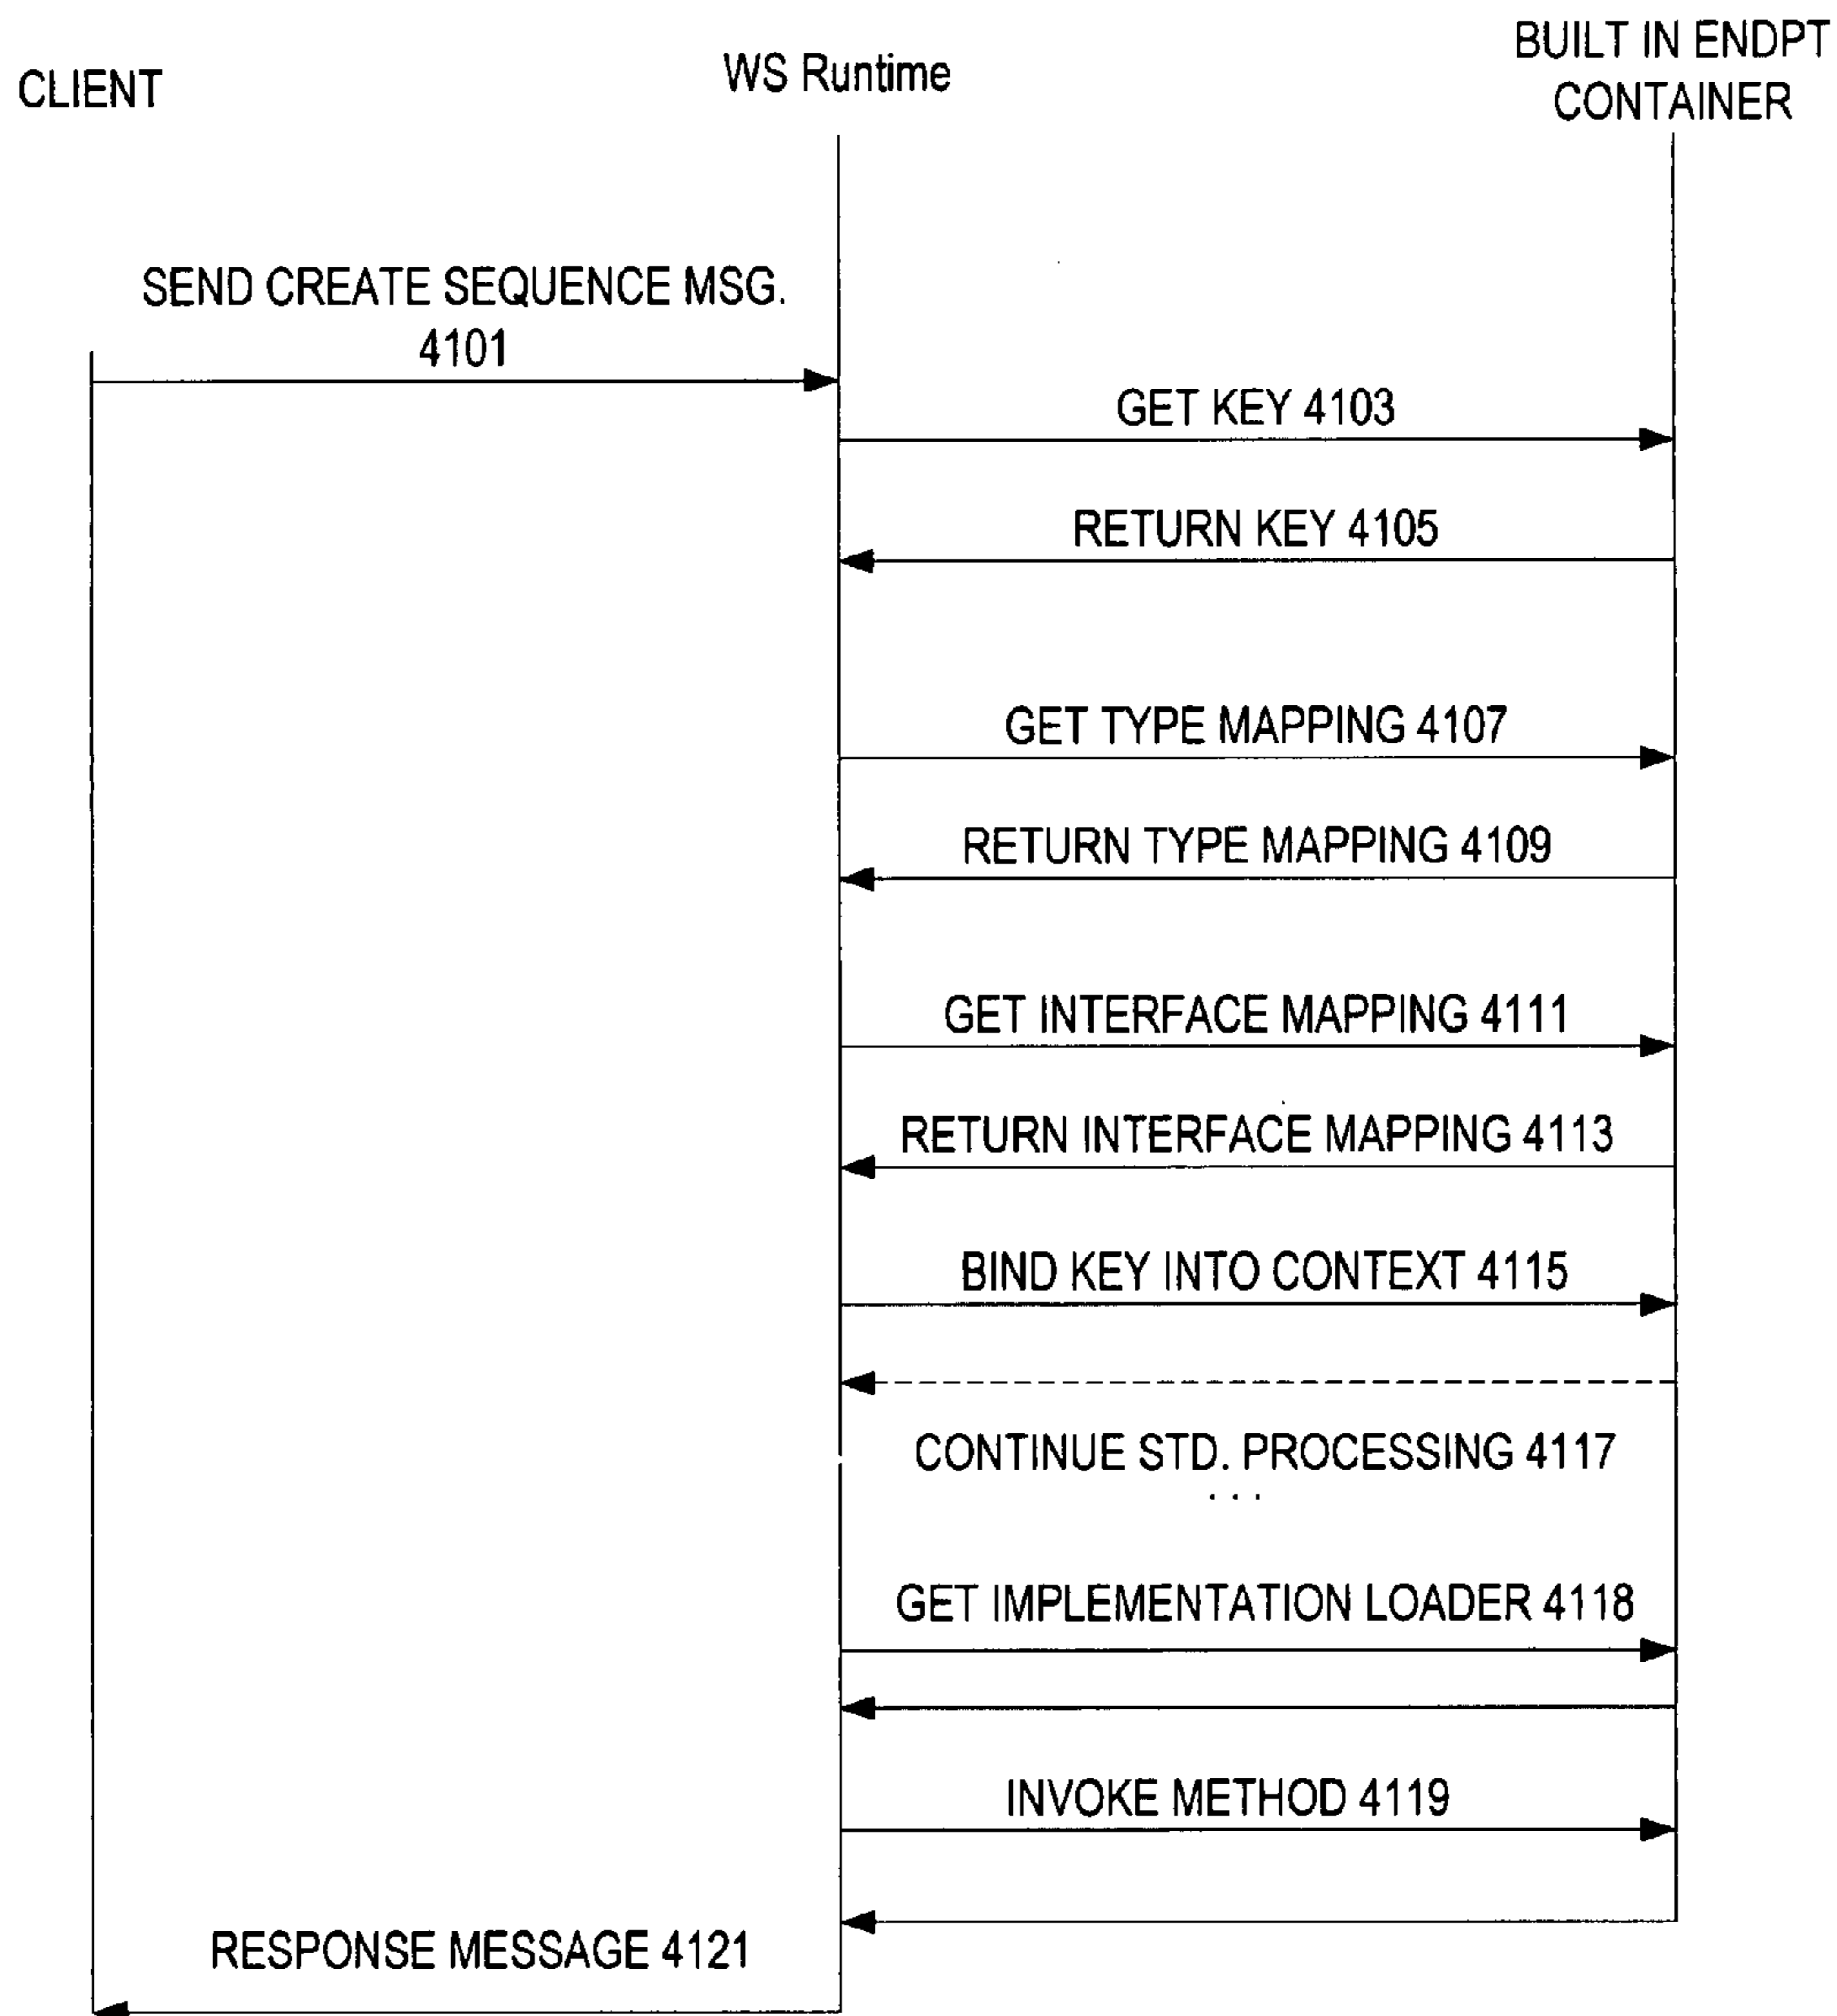 CLIENT
WS Runtime
BUILT IN ENDPT
CONTAINER
SEND CREATE SEQUENCE MSG.
4101
GET KEY 4103
RETURN KEY 4105
GET TYPE MAPPING 4107
RETURN TYPE MAPPING 4109
GET INTERFACE MAPPING 4111
RETURN INTERFACE MAPPING 4113
BIND KEY INTO CONTEXT 4115
CONTINUE STD. PROCESSING 4117
. . .
GET IMPLEMENTATION LOADER 4118
INVOKE METHOD 4119
RESPONSE MESSAGE 4121